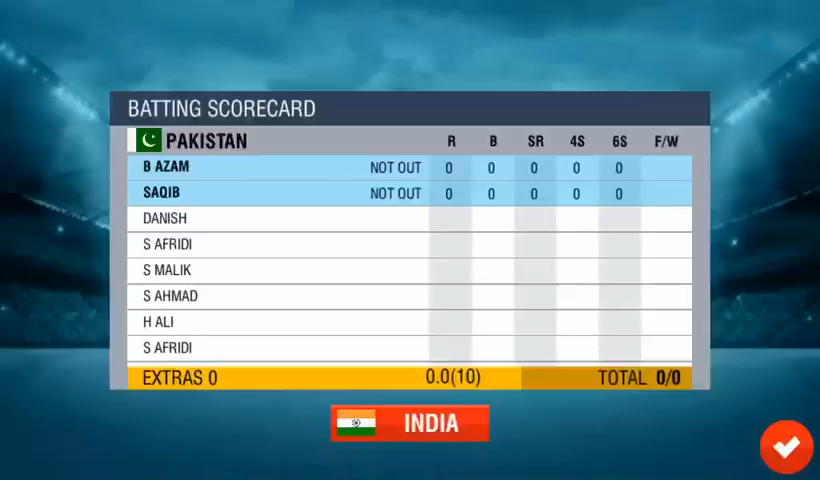 BATTING SCORECARD
PAKISTAN R B SR 4S 6S F/W
B AZAM NOT OUT 0 0 0 0 0
SAQIB NOT OUT 0 0 0 0 0
DANISH
S AFRIDI
S MALIK
S AHMAD
H ALI
S AFRIDI
EXTRAS 0 0.0(10) TOTAL 0/0
INDIA